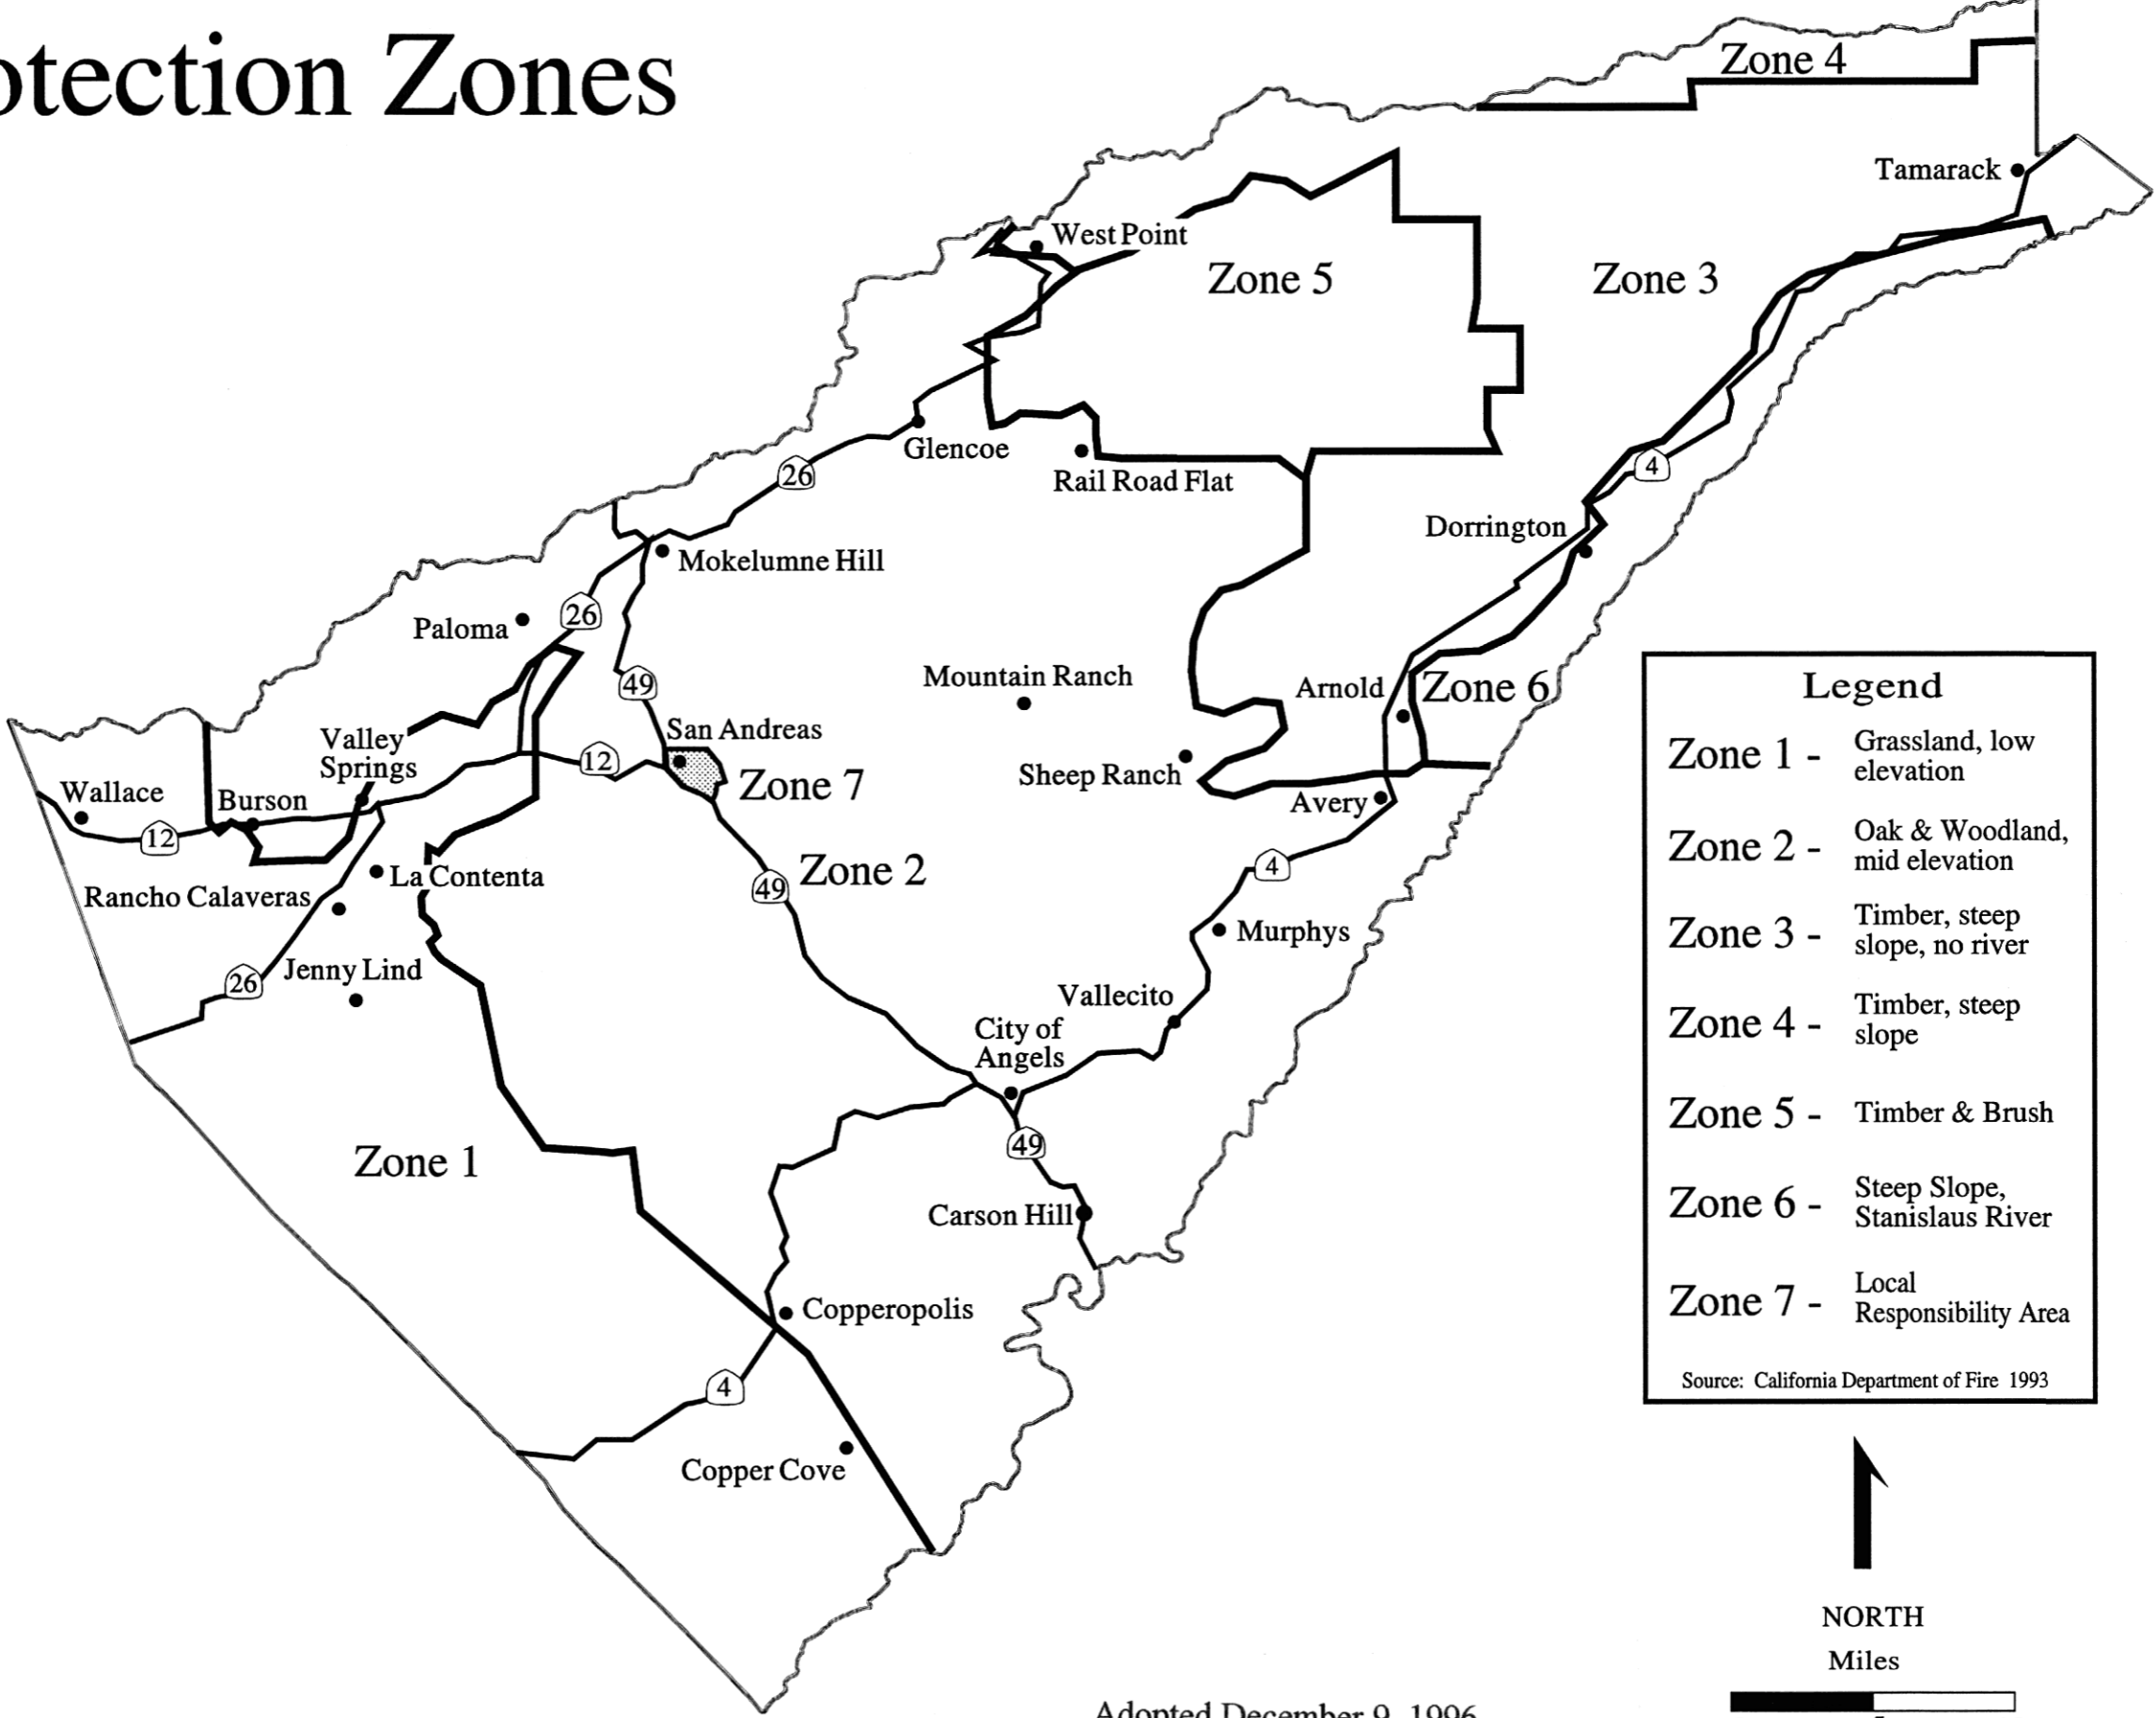 otection Zones
Zone 4
Tamarack
West Point
Zone 5
Zone 3
Glencoe
26
Rail Road Flat
4
Dorrington
Mokelumne Hill
26
Paloma
49
Mountain Ranch
Arnold
Zone 6
San Andreas
Valley
Springs
12
Zone 7
Sheep Ranch
Wallace
Burson
Avery
12
4
Zone 2
49
La Contenta
Rancho Calaveras
Murphys
26
Jenny Lind
Vallecito
City of
Angels
49
Zone 1
Carson Hill
Copperopolis
4
Copper Cove
Legend
Zone 1 - Grassland, low
elevation
Zone 2 - Oak & Woodland,
mid elevation
Zone 3 - Timber, steep
slope, no river
Zone 4 - Timber, steep
slope
Zone 5 - Timber & Brush
Zone 6 - Steep Slope,
Stanislaus River
Zone 7 - Local
Responsibility Area
Source: California Department of Fire 1993
NORTH
Miles
Adopted December 9, 1996